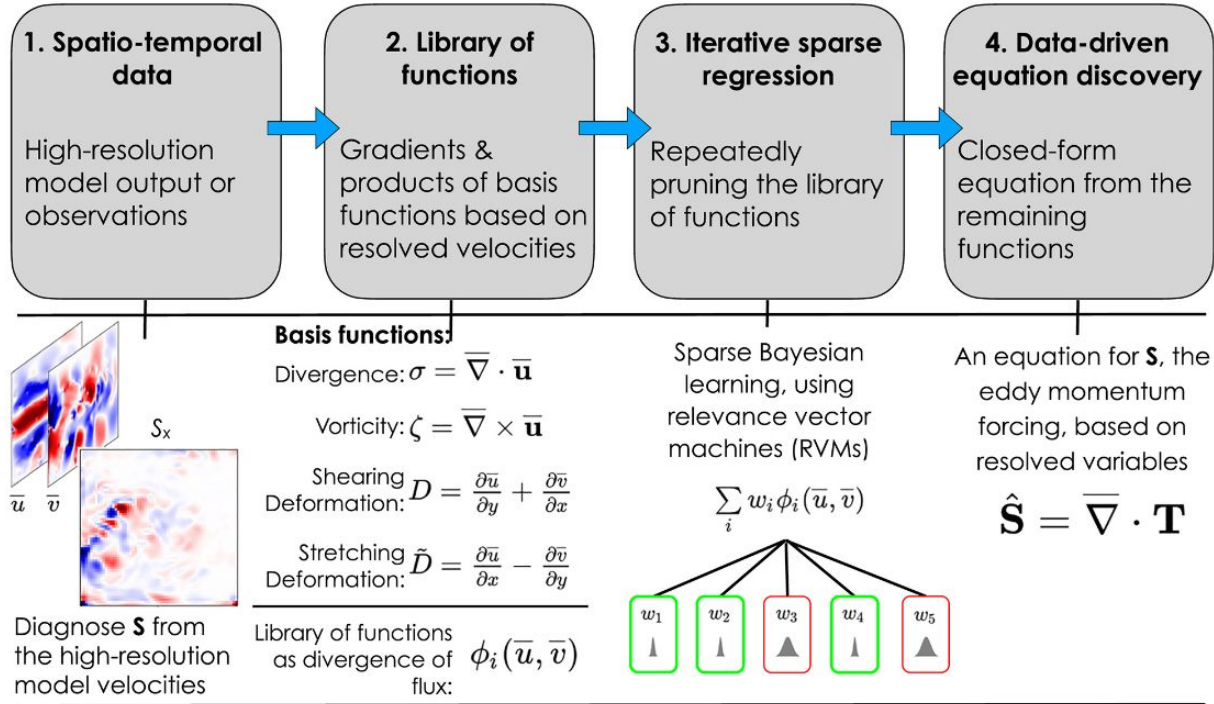 1. Spatio-temporal
data
High-resolution
model output or
observations
2. Library of
functions
Gradients &
products of basis
functions based on
resolved velocities
3. Iterative sparse
regression
Repeatedly
pruning the library
of functions
4. Data-driven
equation discovery
Closed-form
equation from the
remaining
functions
u̅ v̅
Sₓ
Diagnose S from
the high-resolution
model velocities
Basis functions:
Divergence: σ = ∇̅ · 𝐮̅
Vorticity: ζ = ∇̅ × 𝐮̅
Shearing
Deformation: D = ∂u̅/∂y + ∂v̅/∂x
Stretching
Deformation: D̃ = ∂u̅/∂x − ∂v̅/∂y
Library of functions
as divergence of
flux:
ϕᵢ(u̅, v̅)
Sparse Bayesian
learning, using
relevance vector
machines (RVMs)
∑ᵢ wᵢϕᵢ(u̅, v̅)
w₁ w₂ w₃ w₄ w₅
An equation for S, the
eddy momentum
forcing, based on
resolved variables
𝐒̂ = ∇̅ · 𝐓